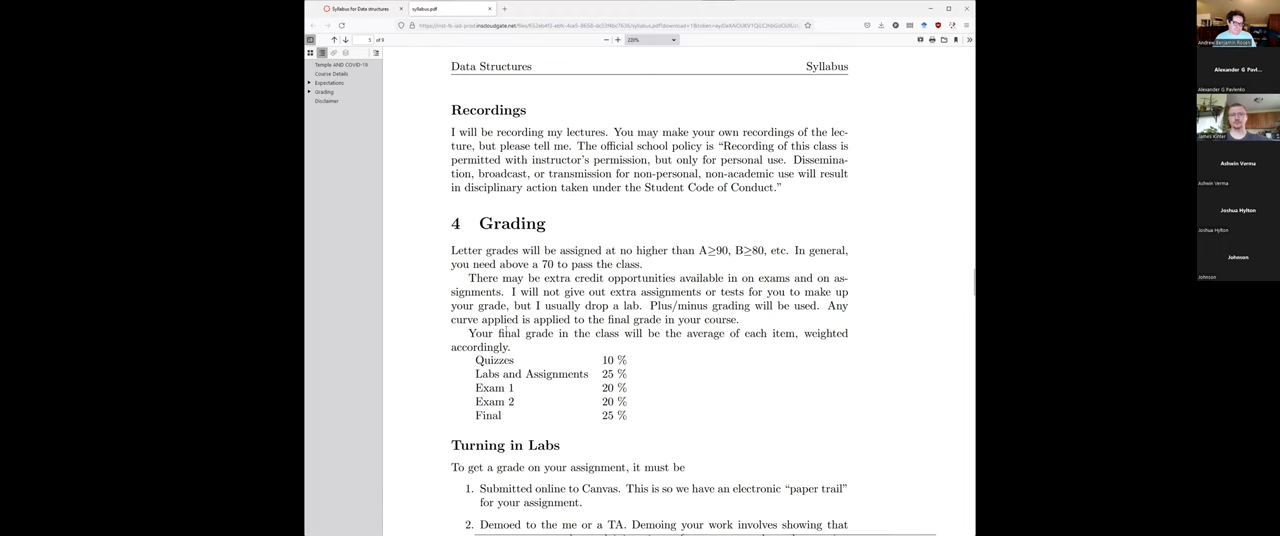 Syllabus for Data structures
syllabus.pdf
5 of 9
220%
Temple AND COVID-19
Course Details
Expectations
Grading
Disclaimer
Data Structures Syllabus
Recordings
I will be recording my lectures. You may make your own recordings of the lec-
ture, but please tell me. The official school policy is “Recording of this class is
permitted with instructor’s permission, but only for personal use. Dissemina-
tion, broadcast, or transmission for non-personal, non-academic use will result
in disciplinary action taken under the Student Code of Conduct.”
4 Grading
Letter grades will be assigned at no higher than A≥90, B≥80, etc. In general,
you need above a 70 to pass the class.
There may be extra credit opportunities available in on exams and on as-
signments. I will not give out extra assignments or tests for you to make up
your grade, but I usually drop a lab. Plus/minus grading will be used. Any
curve applied is applied to the final grade in your course.
Your final grade in the class will be the average of each item, weighted
accordingly.
Quizzes 10 %
Labs and Assignments 25 %
Exam 1 20 %
Exam 2 20 %
Final 25 %
Turning in Labs
To get a grade on your assignment, it must be
1. Submitted online to Canvas. This is so we have an electronic “paper trail”
for your assignment.
2. Demoed to the me or a TA. Demoing your work involves showing that
Andrew Benjamin Rosen
Alexander G Pavl...
Alexander G Pavlenko
James Kinter
Ashwin Verma
Ashwin Verma
Joshua Hylton
Joshua Hylton
Johnson
Johnson